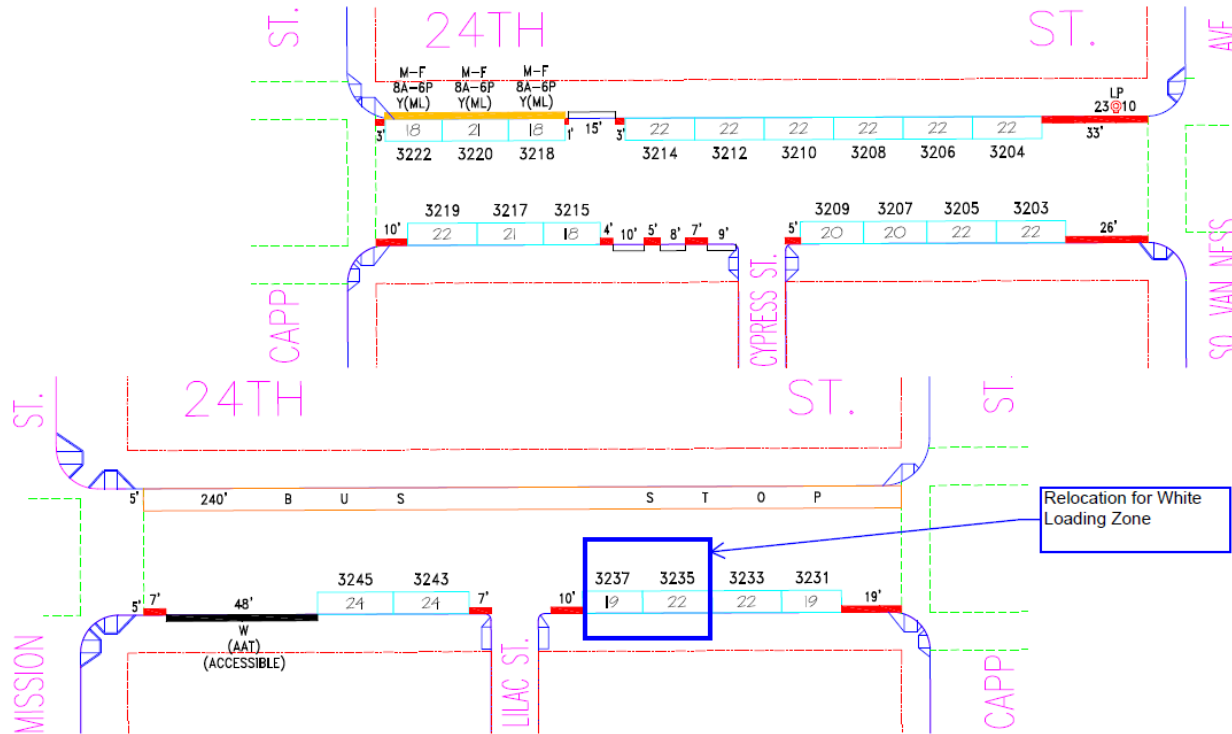 ST.
24TH
ST.
AVE
M-F
8A-6P
Y(ML)
M-F
8A-6P
Y(ML)
M-F
8A-6P
Y(ML)
LP
23 10
3'
18
21
18
1'
15'
3'
22
22
22
22
22
22
33'
3222
3220
3218
3214
3212
3210
3208
3206
3204
3219
3217
3215
3209
3207
3205
3203
10'
22
21
18
4'
10'
5'
8'
7'
9'
5'
20
20
22
22
26'
CAPP
CYPRESS ST.
SO VAN NESS
ST.
24TH
ST.
ST.
5'
240'
BUS
STOP
Relocation for White
Loading Zone
3245
3243
3237
3235
3233
3231
5'
7'
48'
24
24
7'
10'
19
22
22
19
19'
W
(AAT)
(ACCESSIBLE)
MISSION
LILAC ST.
CAPP